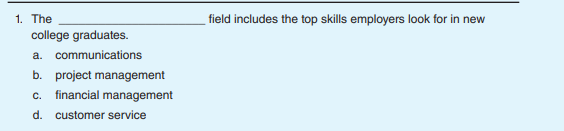 1. The ______________________ field includes the top skills employers look for in new
college graduates.
a. communications
b. project management
c. financial management
d. customer service